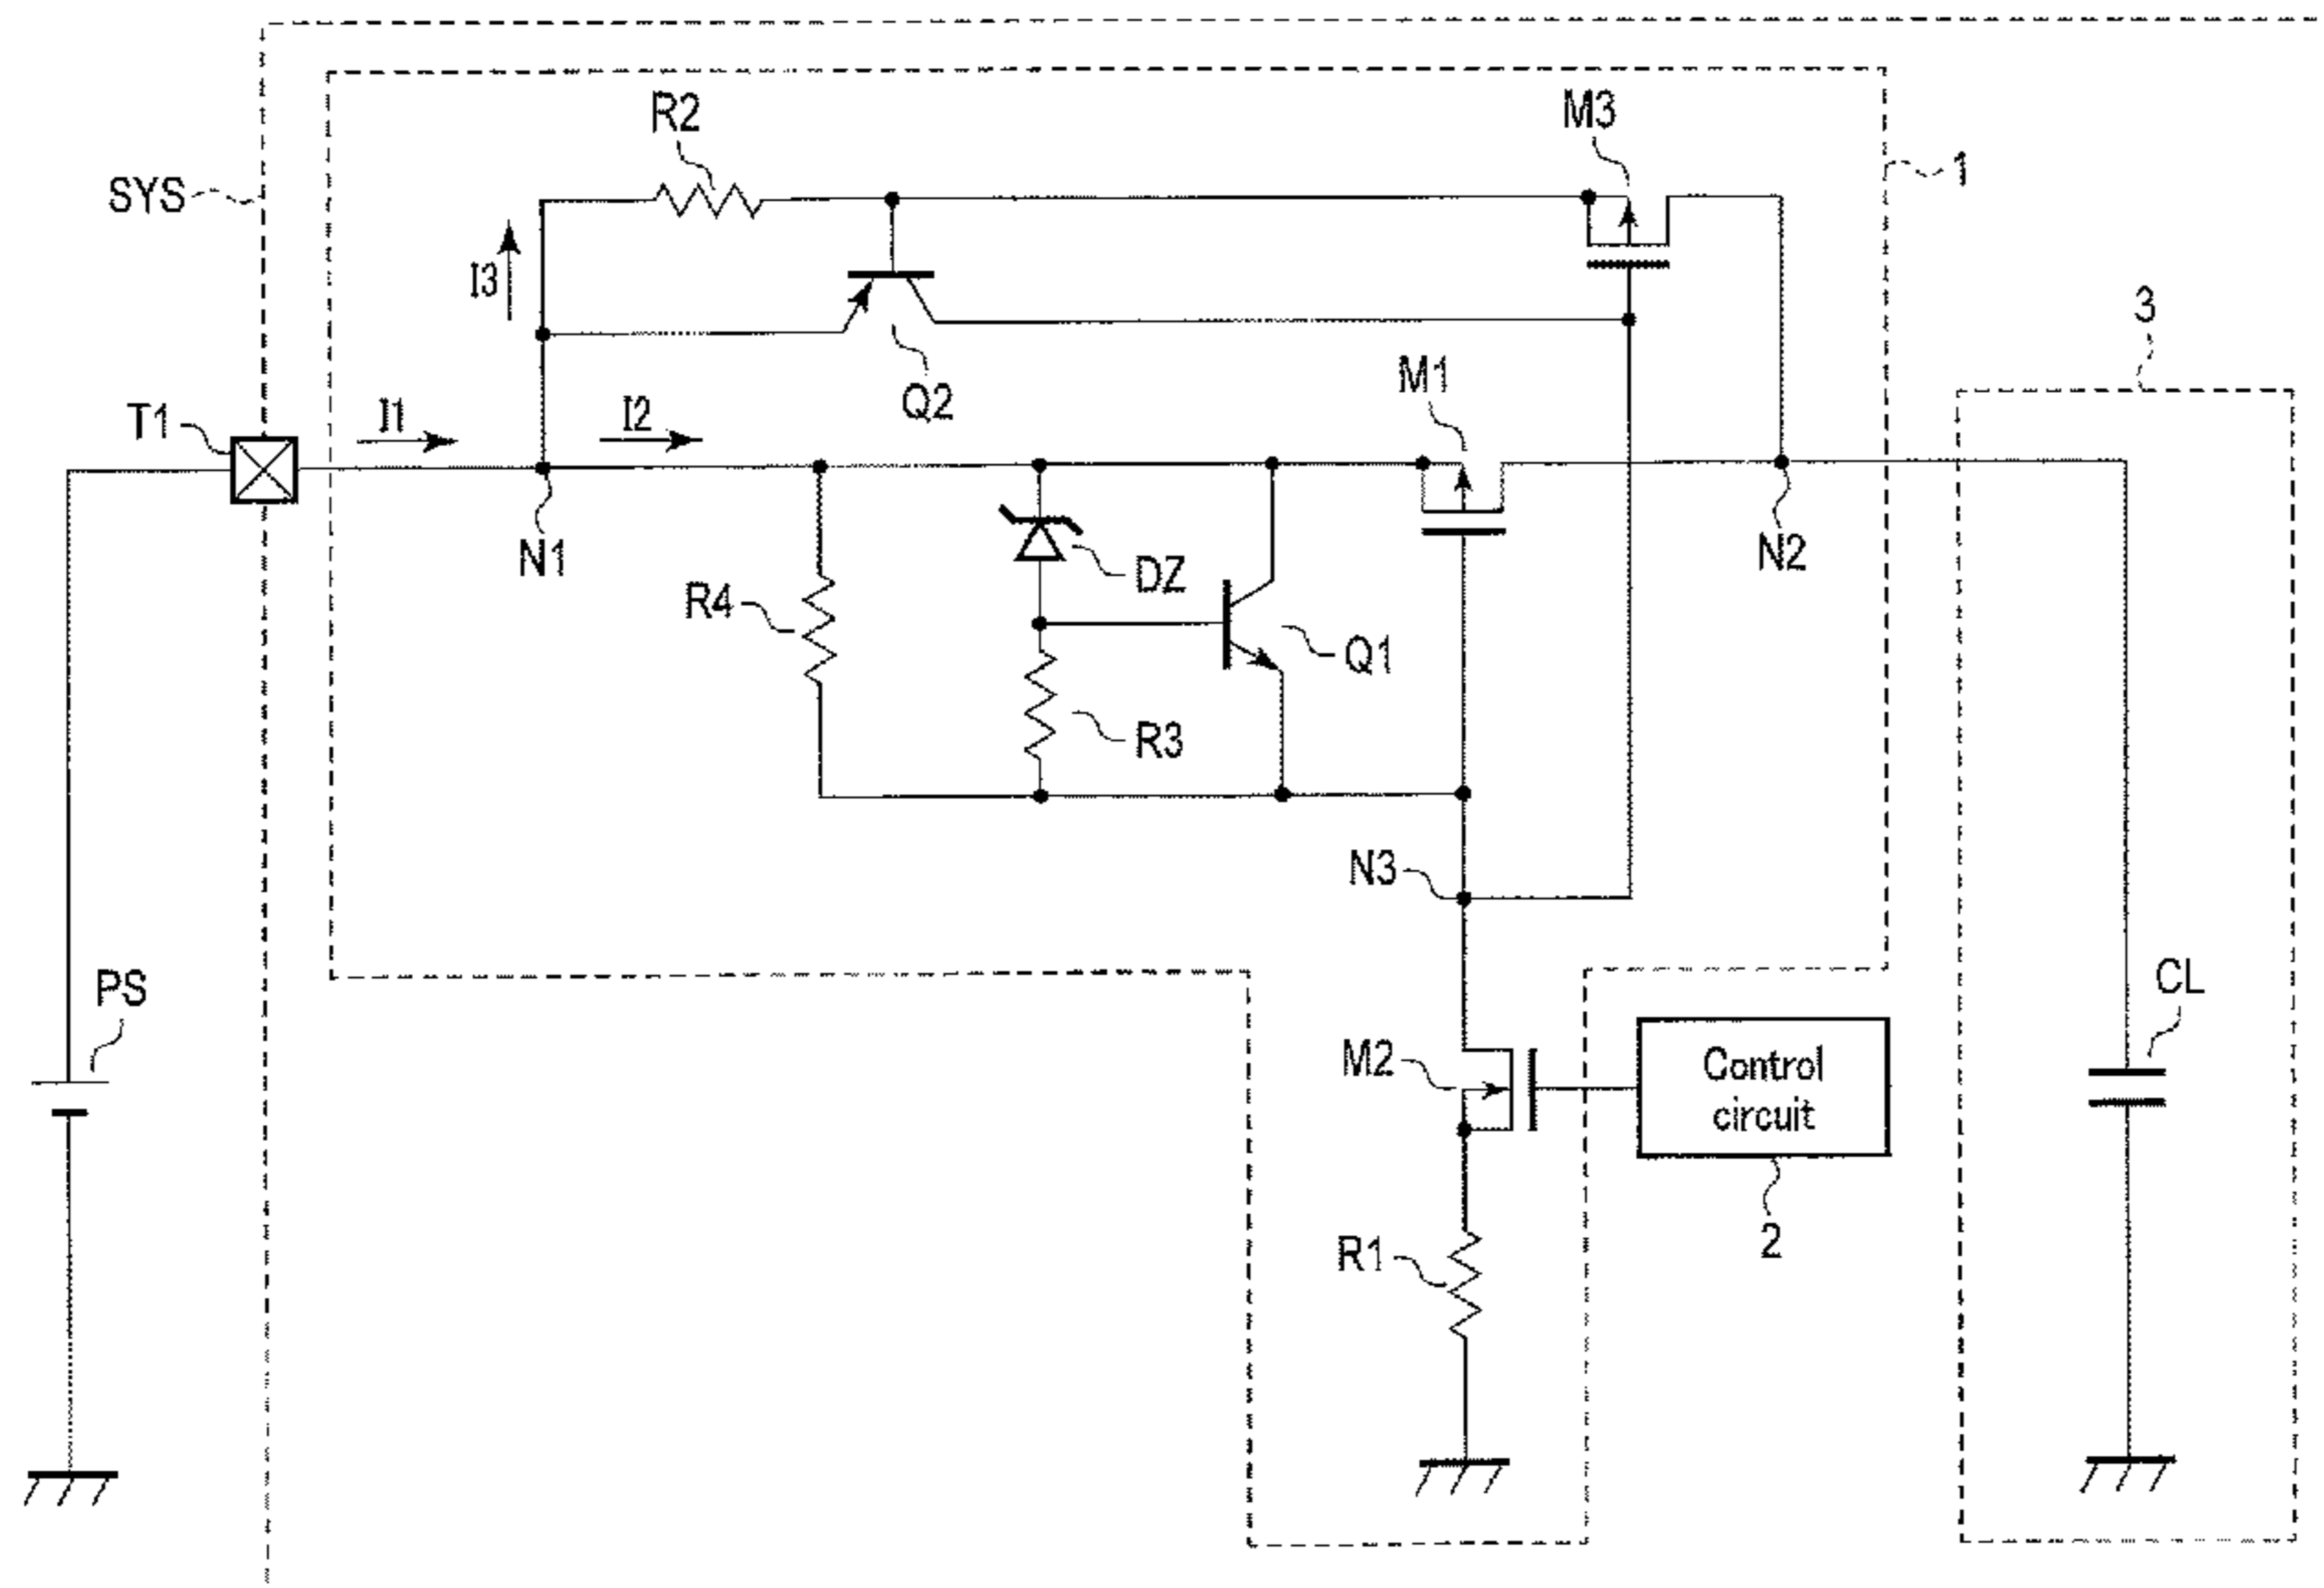 R2
M3
1
SYS
I3
3
M1
Q2
T1
I1
I2
N1
N2
DZ
R4
Q1
R3
N3
PS
CL
M2
Control
circuit
R1
2